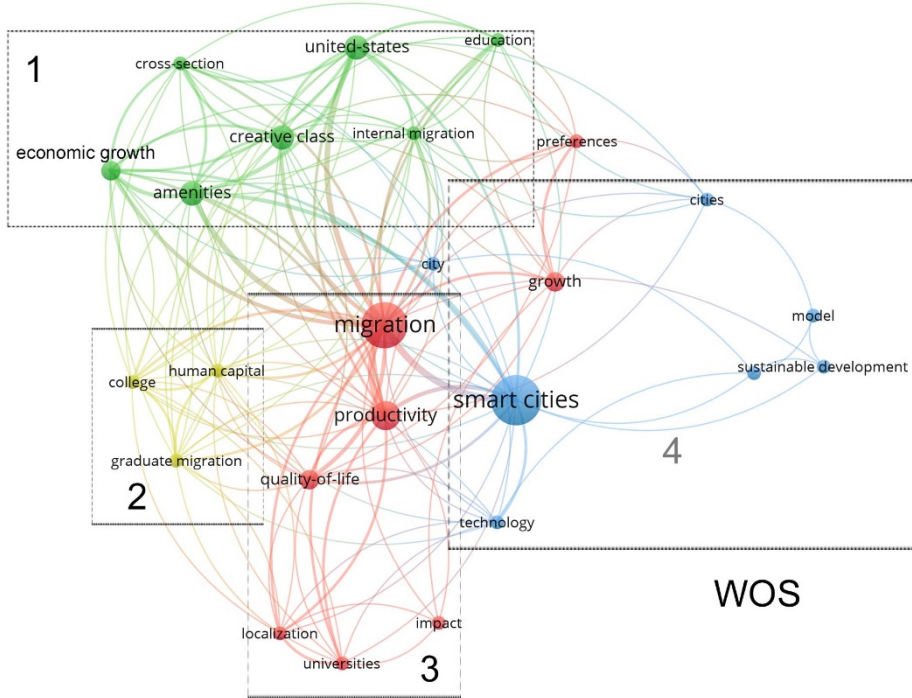 united-states
education
1
cross-section
creative class
internal migration
preferences
economic growth
amenities
cities
city
growth
migration
model
human capital
college
sustainable development
smart cities
productivity
4
graduate migration
quality-of-life
2
technology
WOS
impact
localization
universities
3